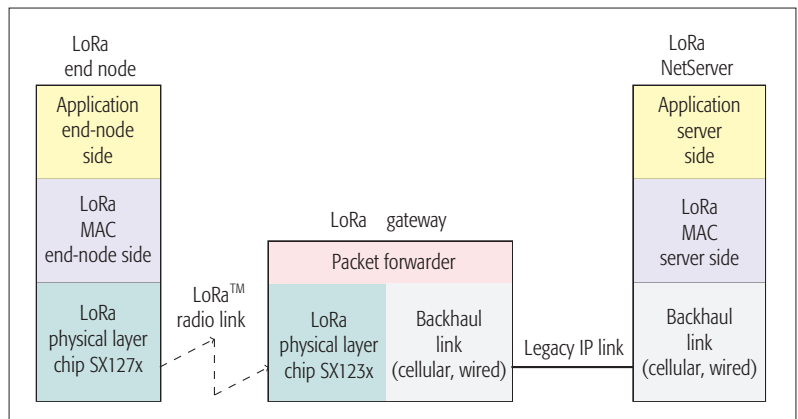 LoRa
end node
Application
end-node
side
LoRa
MAC
end-node side
LoRa
physical layer
chip SX127x
LoRa™
radio link
LoRa gateway
Packet forwarder
LoRa
physical layer
chip SX123x
Backhaul
link
(cellular, wired)
Legacy IP link
LoRa
NetServer
Application
server
side
LoRa
MAC
server side
Backhaul
link
(cellular, wired)